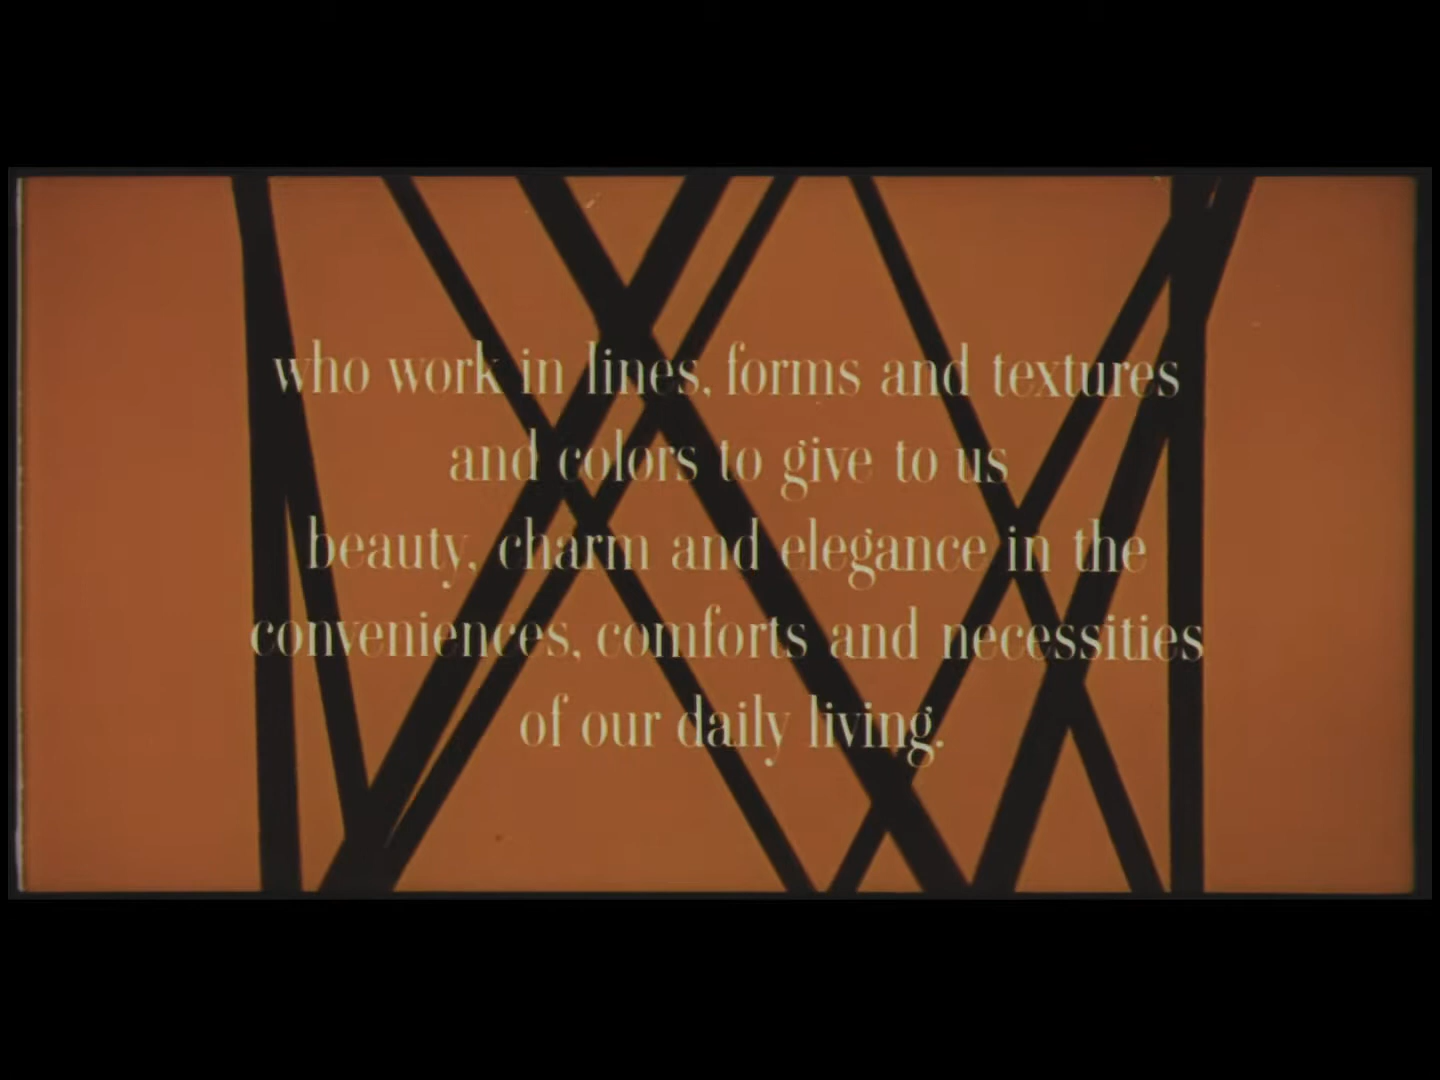 who work in lines, forms and textures
and colors to give to us
beauty, charm and elegance in the
conveniences, comforts and necessities
of our daily living.